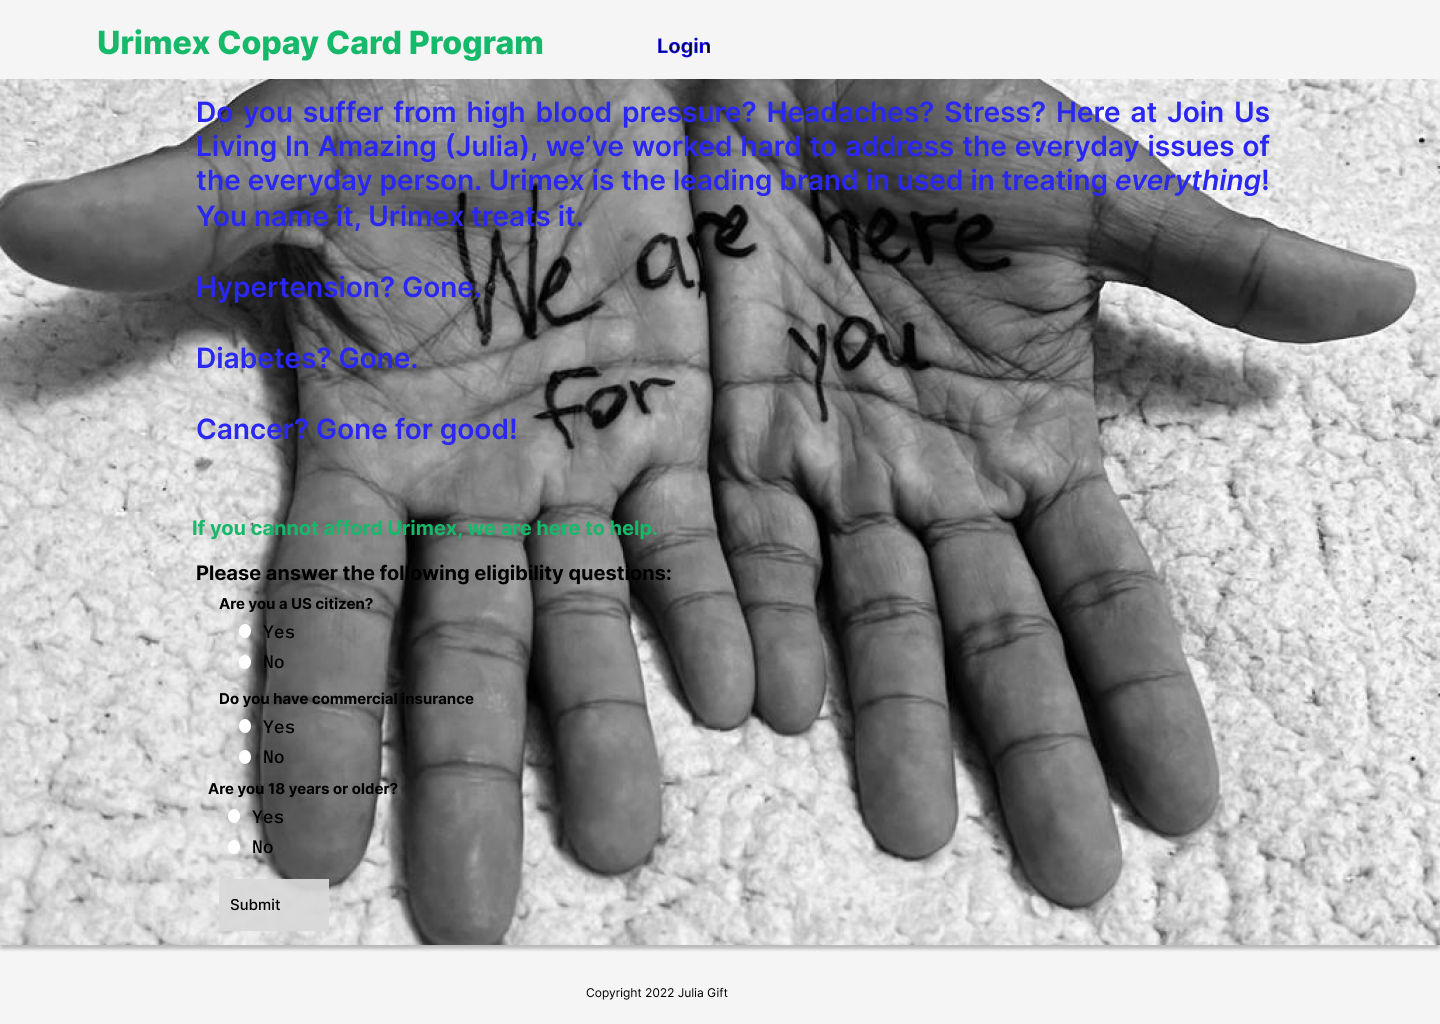 Urimex Copay Card Program
Login
Do you suffer from high blood pressure? Headaches? Stress? Here at Join Us
Living In Amazing (Julia), we’ve worked hard to address the everyday issues of
the everyday person. Urimex is the leading brand in used in treating everything!
You name it, Urimex treats it.
We are here
for you
Hypertension? Gone.
Diabetes? Gone.
Cancer? Gone for good!
If you cannot afford Urimex, we are here to help.
Please answer the following eligibility questions:
Are you a US citizen?
Yes
No
Do you have commercial insurance
Yes
No
Are you 18 years or older?
Yes
No
Submit
Copyright 2022 Julia Gift